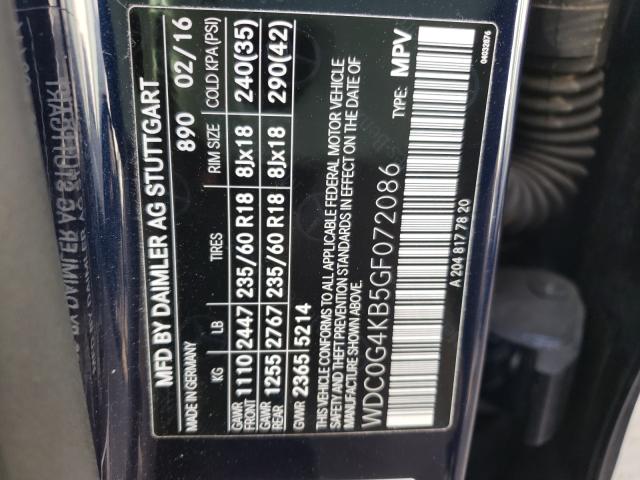 MFD BY DAIMLER AG STUTTGART
MADE IN GERMANY 890 02/16
KG LB TIRES RIM SIZE COLD KPA (PSI)
GAWR FRONT 1110 2447 235/60 R18 8Jx18 240(35)
GAWR REAR 1255 2767 235/60 R18 8Jx18 290(42)
GVWR 2365 5214
THIS VEHICLE CONFORMS TO ALL APPLICABLE FEDERAL MOTOR VEHICLE
SAFETY AND THEFT PREVENTION STANDARDS IN EFFECT ON THE DATE OF
MANUFACTURE SHOWN ABOVE.
WDC0G4KB5GF072086 TYPE: MPV
A 204 817 78 20
04032876